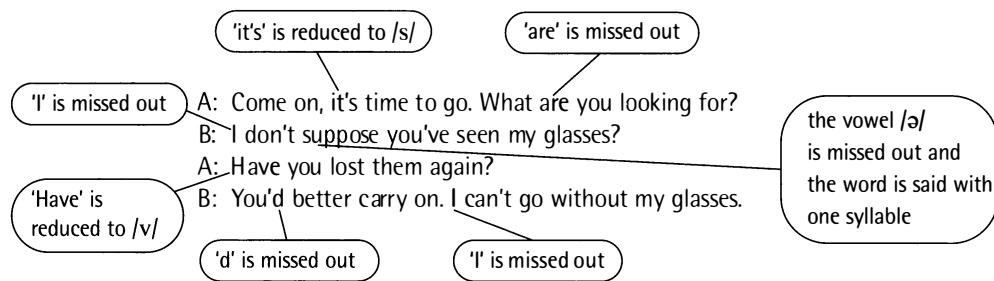 'it's' is reduced to /s/
'are' is missed out
'I' is missed out
A: Come on, it's time to go. What are you looking for?
B: I don't suppose you've seen my glasses?
A: Have you lost them again?
B: You'd better carry on. I can't go without my glasses.
the vowel /ə/
is missed out and
the word is said with
one syllable
'Have' is
reduced to /v/
'd' is missed out
'I' is missed out